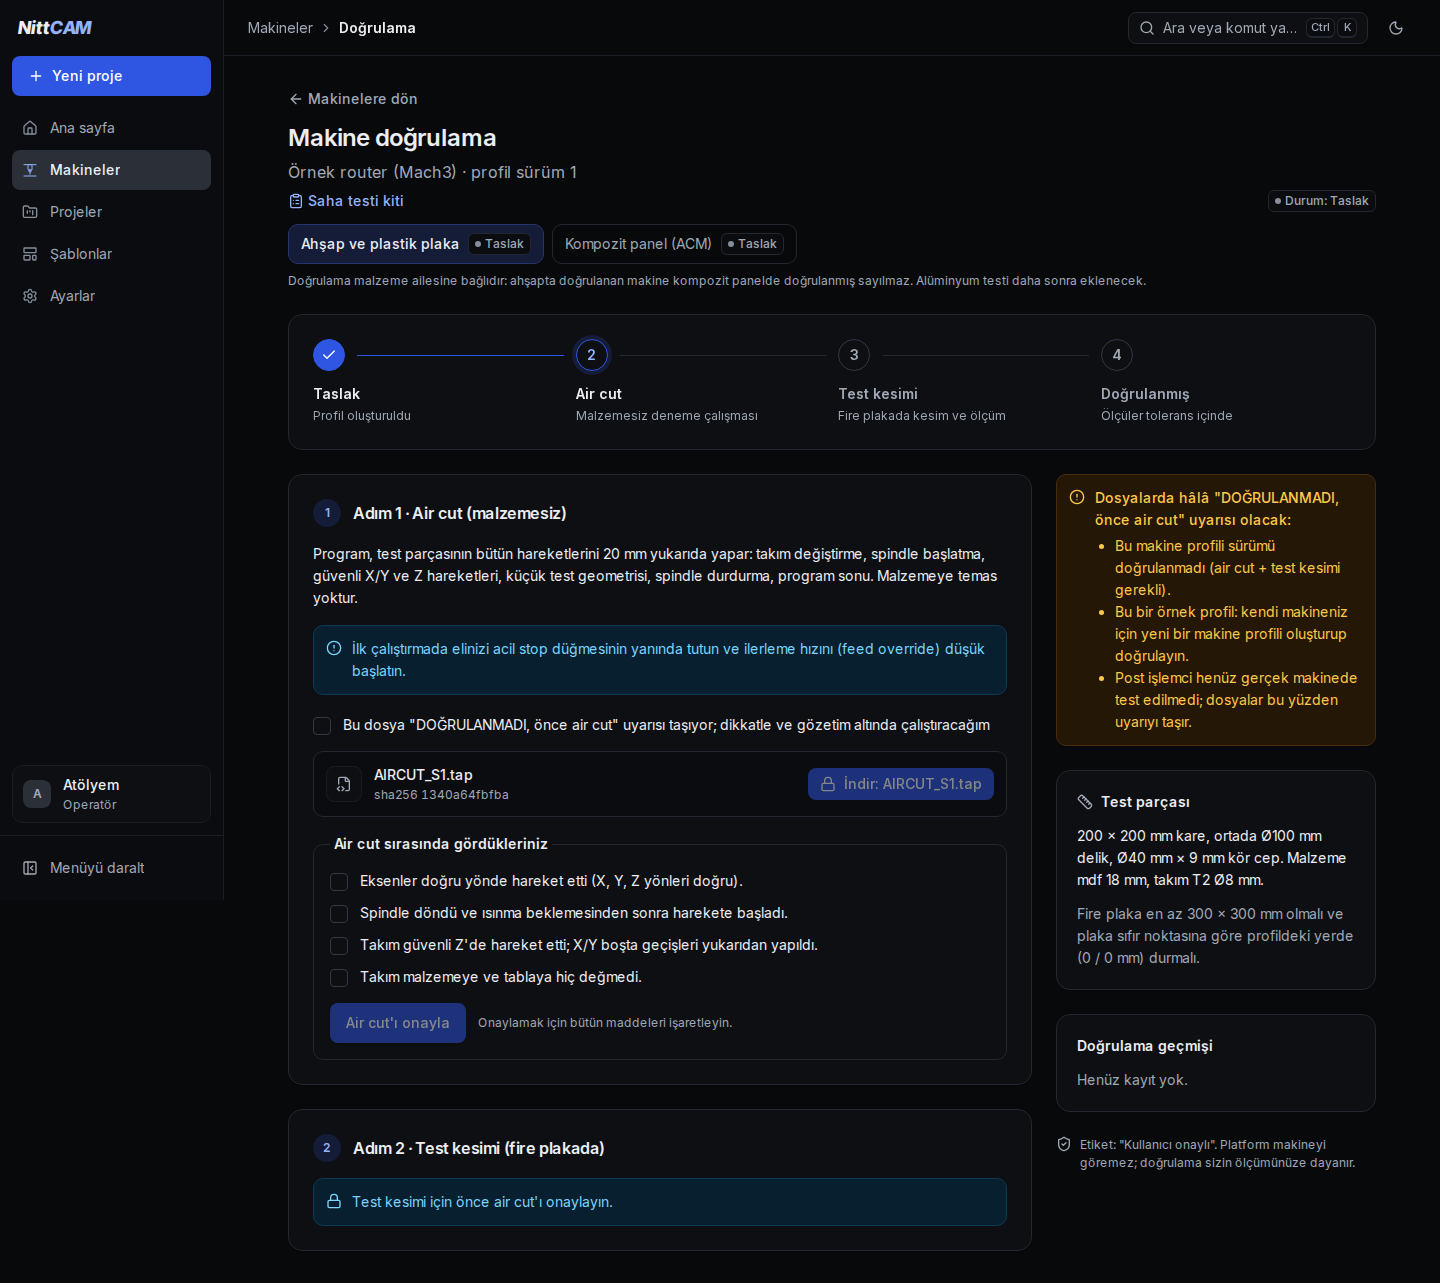 NittCAM
Yeni proje
Ana sayfa
Makineler
Projeler
Şablonlar
Ayarlar
A
Atölyem
Operatör
Menüyü daralt
Makineler > Doğrulama
Ara veya komut ya… Ctrl K
Makinelere dön
Makine doğrulama
Örnek router (Mach3) · profil sürüm 1
Saha testi kiti
Durum: Taslak
Ahşap ve plastik plaka Taslak
Kompozit panel (ACM) Taslak
Doğrulama malzeme ailesine bağlıdır: ahşapta doğrulanan makine kompozit panelde doğrulanmış sayılmaz. Alüminyum testi daha sonra eklenecek.
Taslak
Profil oluşturuldu
2
Air cut
Malzemesiz deneme çalışması
3
Test kesimi
Fire plakada kesim ve ölçüm
4
Doğrulanmış
Ölçüler tolerans içinde
1 Adım 1 · Air cut (malzemesiz)
Program, test parçasının bütün hareketlerini 20 mm yukarıda yapar: takım değiştirme, spindle başlatma,
güvenli X/Y ve Z hareketleri, küçük test geometrisi, spindle durdurma, program sonu. Malzemeye temas
yoktur.
İlk çalıştırmada elinizi acil stop düğmesinin yanında tutun ve ilerleme hızını (feed override) düşük
başlatın.
Bu dosya "DOĞRULANMADI, önce air cut" uyarısı taşıyor; dikkatle ve gözetim altında çalıştıracağım
AIRCUT_S1.tap
sha256 1340a64fbfba
İndir: AIRCUT_S1.tap
Air cut sırasında gördükleriniz
Eksenler doğru yönde hareket etti (X, Y, Z yönleri doğru).
Spindle döndü ve ısınma beklemesinden sonra harekete başladı.
Takım güvenli Z'de hareket etti; X/Y boşta geçişleri yukarıdan yapıldı.
Takım malzemeye ve tablaya hiç değmedi.
Air cut'ı onayla
Onaylamak için bütün maddeleri işaretleyin.
2 Adım 2 · Test kesimi (fire plakada)
Test kesimi için önce air cut'ı onaylayın.
Dosyalarda hâlâ "DOĞRULANMADI,
önce air cut" uyarısı olacak:
• Bu makine profili sürümü
doğrulanmadı (air cut + test kesimi
gerekli).
• Bu bir örnek profil: kendi makineniz
için yeni bir makine profili oluşturup
doğrulayın.
• Post işlemci henüz gerçek makinede
test edilmedi; dosyalar bu yüzden
uyarıyı taşır.
Test parçası
200 × 200 mm kare, ortada Ø100 mm
delik, Ø40 mm × 9 mm kör cep. Malzeme
mdf 18 mm, takım T2 Ø8 mm.
Fire plaka en az 300 × 300 mm olmalı ve
plaka sıfır noktasına göre profildeki yerde
(0 / 0 mm) durmalı.
Doğrulama geçmişi
Henüz kayıt yok.
Etiket: "Kullanıcı onaylı". Platform makineyi
göremez; doğrulama sizin ölçümünüze dayanır.